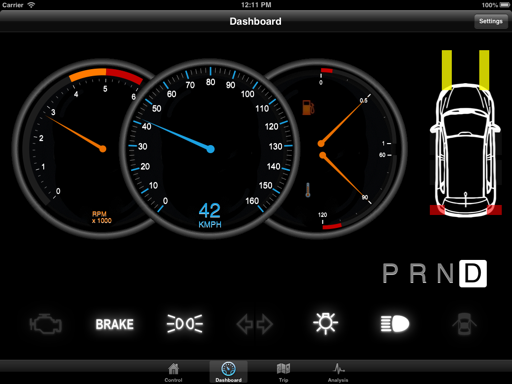 Carrier 12:11 PM 100%
Dashboard
Settings
0 1 2 3 4 5 6
RPM
x 1000
0 10 20 30 40 50 60 70 80 90 100 110 120 130 140 150 160
42
KMPH
0 0.5 1
60 90 120
P R N D
BRAKE
Control Dashboard Trip Analysis